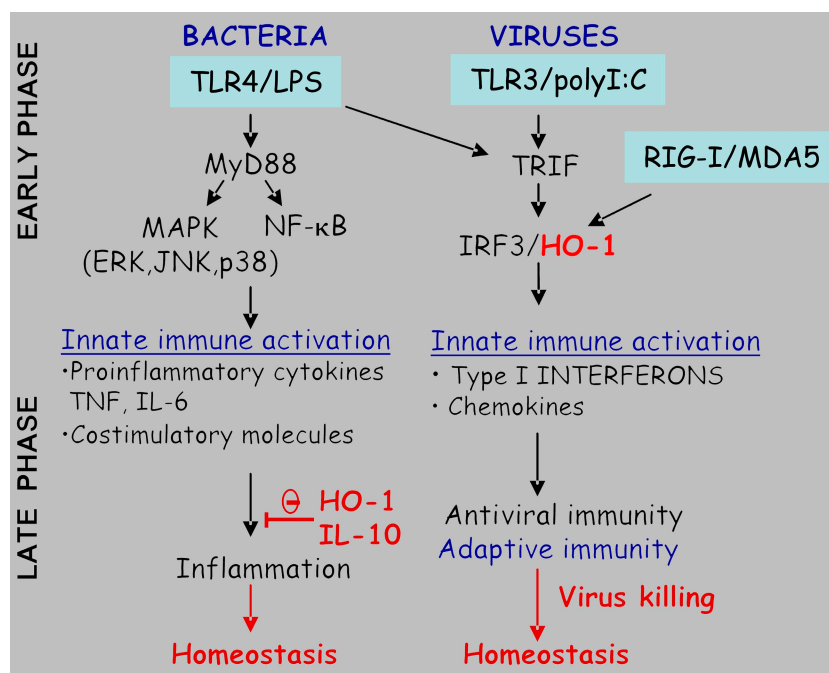 EARLY PHASE
LATE PHASE
BACTERIA
TLR4/LPS
MyD88
MAPK NF-κB
(ERK,JNK,p38)
Innate immune activation
·Proinflammatory cytokines
TNF, IL-6
·Costimulatory molecules
⊖ HO-1
IL-10
Inflammation
Homeostasis
VIRUSES
TLR3/polyI:C
TRIF
RIG-I/MDA5
IRF3/HO-1
Innate immune activation
· Type I INTERFERONS
· Chemokines
Antiviral immunity
Adaptive immunity
Virus killing
Homeostasis